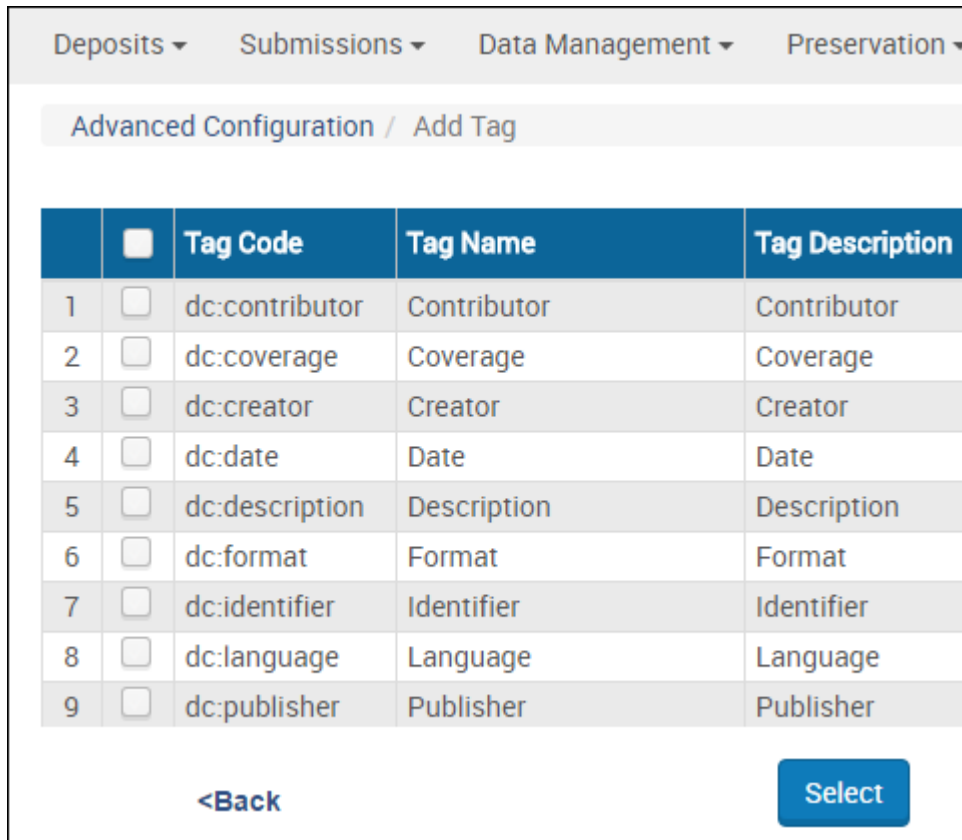 Deposits Submissions Data Management Preservation
Advanced Configuration / Add Tag
Tag Code Tag Name Tag Description
1 dc:contributor Contributor Contributor
2 dc:coverage Coverage Coverage
3 dc:creator Creator Creator
4 dc:date Date Date
5 dc:description Description Description
6 dc:format Format Format
7 dc:identifier Identifier Identifier
8 dc:language Language Language
9 dc:publisher Publisher Publisher
<Back Select